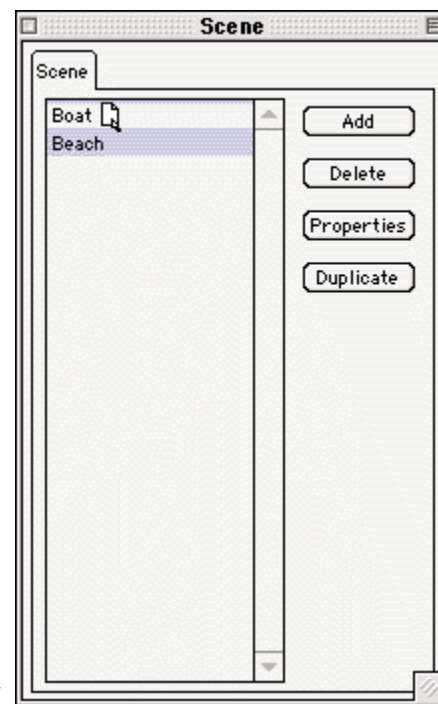 Scene
Scene
Boat
Beach
Add
Delete
Properties
Duplicate